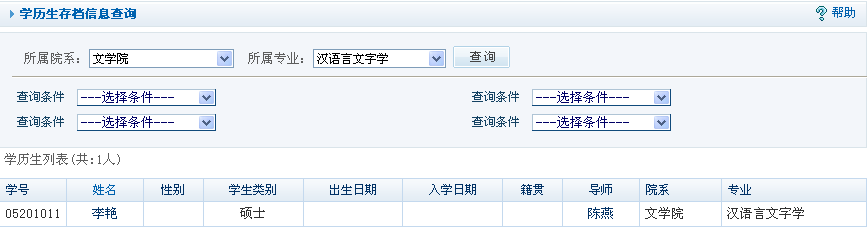 学历生存档信息查询 帮助
所属院系： 文学院 所属专业： 汉语言文字学 查询
查询条件 ---选择条件--- 查询条件 ---选择条件---
查询条件 ---选择条件--- 查询条件 ---选择条件---
学历生列表(共:1人)
学号 姓名 性别 学生类别 出生日期 入学日期 籍贯 导师 院系 专业
05201011 李艳 硕士 陈燕 文学院 汉语言文字学